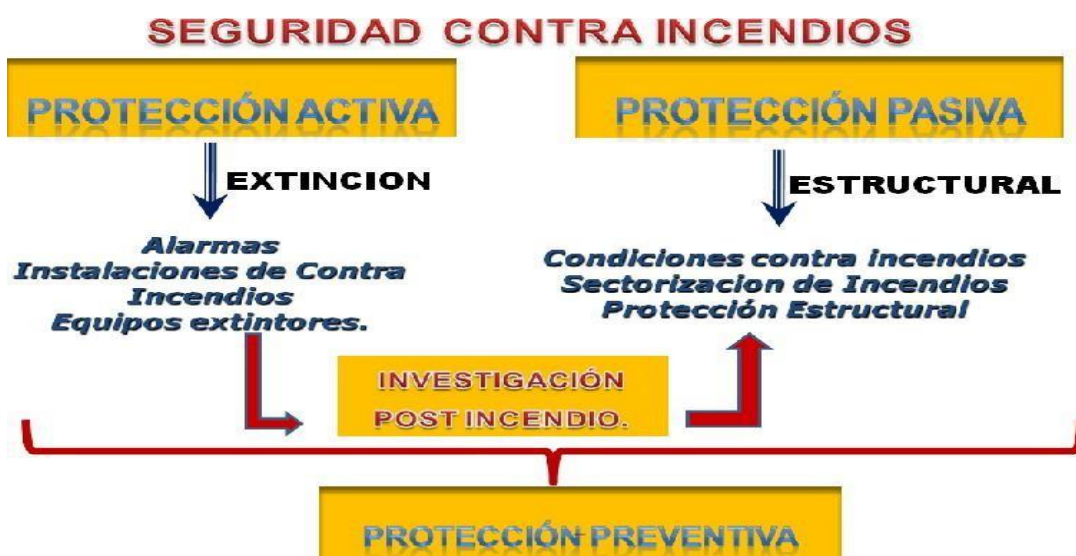 SEGURIDAD CONTRA INCENDIOS
PROTECCIÓN ACTIVA
EXTINCION
Alarmas
Instalaciones de Contra
Incendios
Equipos extintores.
PROTECCIÓN PASIVA
ESTRUCTURAL
Condiciones contra incendios
Sectorizacion de Incendios
Protección Estructural
INVESTIGACIÓN
POST INCENDIO.
PROTECCIÓN PREVENTIVA